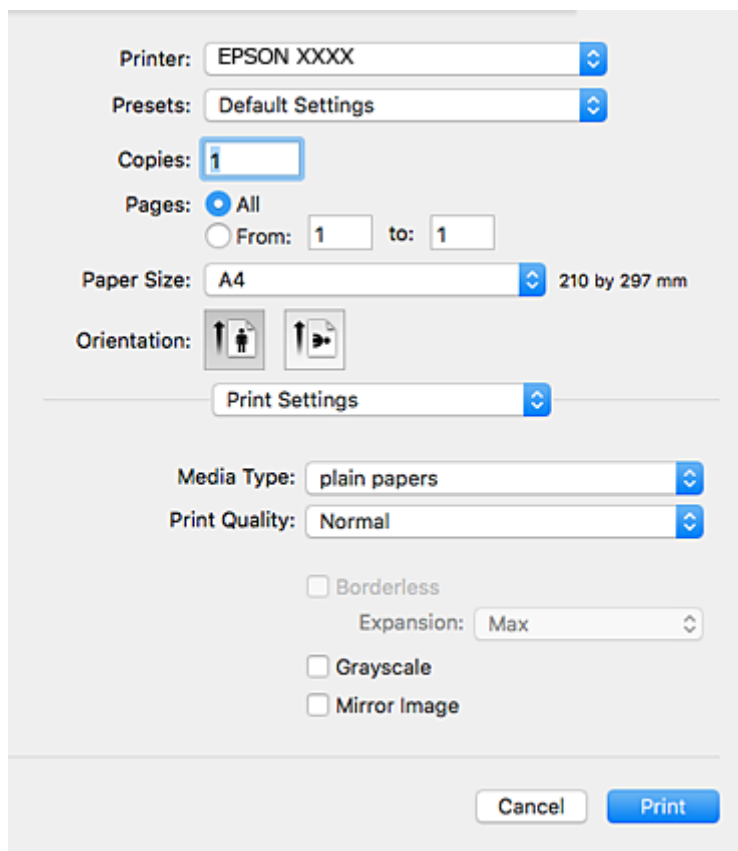 Printer: EPSON XXXX
Presets: Default Settings
Copies: 1
Pages: All
From: 1 to: 1
Paper Size: A4 210 by 297 mm
Orientation:
Print Settings
Media Type: plain papers
Print Quality: Normal
Borderless
Expansion: Max
Grayscale
Mirror Image
Cancel Print